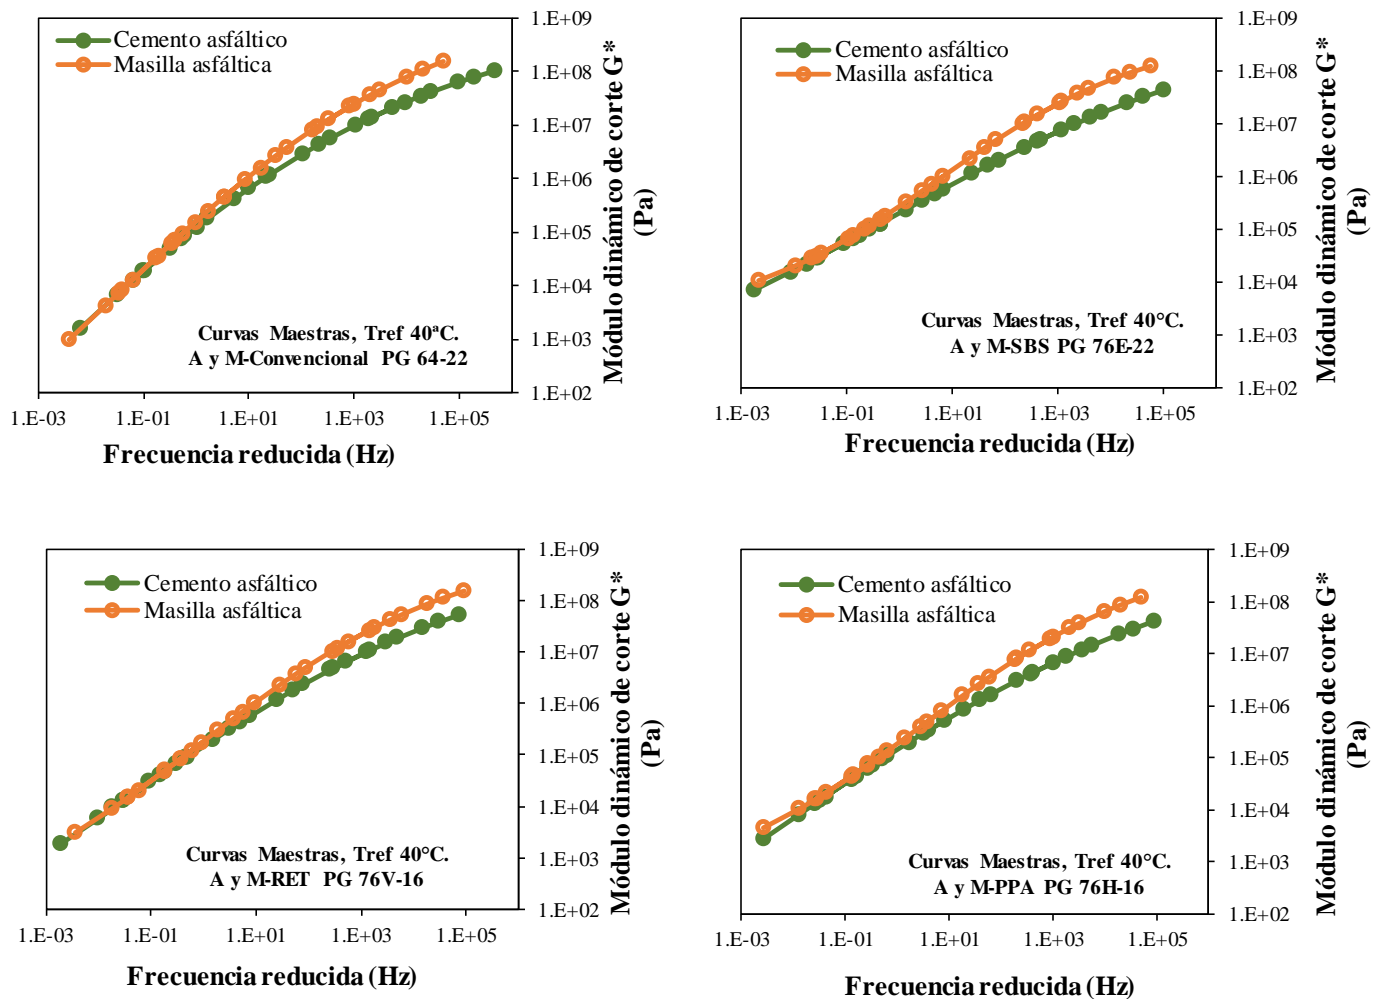 Cemento asfáltico
Masilla asfáltica
Curvas Maestras, Tref 40ªC.
A y M-Convencional PG 64-22
1.E+09
1.E+08
1.E+07
1.E+06
1.E+05
1.E+04
1.E+03
1.E+02
Módulo dinámico de corte G*
(Pa)
1.E-03 1.E-01 1.E+01 1.E+03 1.E+05
Frecuencia reducida (Hz)
Cemento asfáltico
Masilla asfáltica
Curvas Maestras, Tref 40°C.
A y M-SBS PG 76E-22
1.E+09
1.E+08
1.E+07
1.E+06
1.E+05
1.E+04
1.E+03
1.E+02
Módulo dinámico de corte G*
(Pa)
1.E-03 1.E-01 1.E+01 1.E+03 1.E+05
Frecuencia reducida (Hz)
Cemento asfáltico
Masilla asfáltica
Curvas Maestras, Tref 40°C.
A y M-RET PG 76V-16
1.E+09
1.E+08
1.E+07
1.E+06
1.E+05
1.E+04
1.E+03
1.E+02
Módulo dinámico de corte G*
(Pa)
1.E-03 1.E-01 1.E+01 1.E+03 1.E+05
Frecuencia reducida (Hz)
Cemento asfáltico
Masilla asfáltica
Curvas Maestras, Tref 40°C.
A y M-PPA PG 76H-16
1.E+09
1.E+08
1.E+07
1.E+06
1.E+05
1.E+04
1.E+03
1.E+02
Módulo dinámico de corte G*
(Pa)
1.E-03 1.E-01 1.E+01 1.E+03 1.E+05
Frecuencia reducida (Hz)